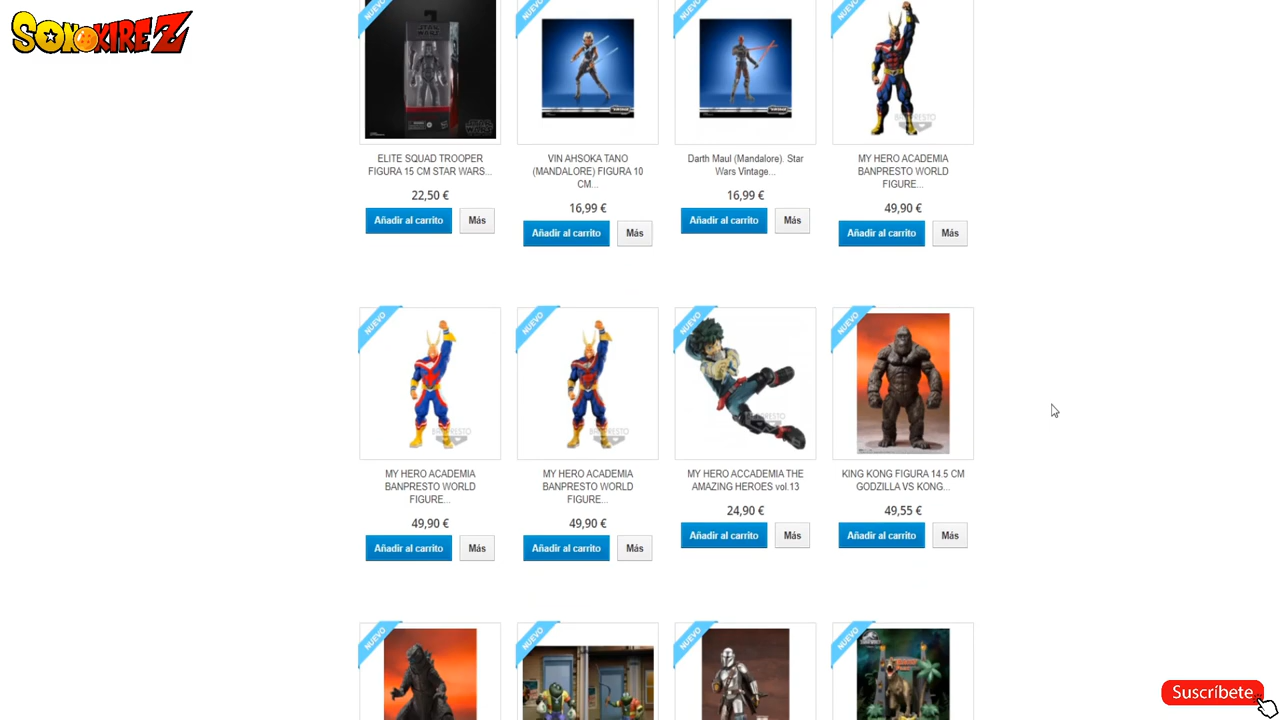 SONOKIREZ
NUEVO
NUEVO
NUEVO
NUEVO
STAR WARS
BANPRESTO
ELITE SQUAD TROOPER
FIGURA 15 CM STAR WARS...
22,50 €
Añadir al carrito
Más
VIN AHSOKA TANO
(MANDALORE) FIGURA 10
CM...
16,99 €
Añadir al carrito
Más
Darth Maul (Mandalore). Star
Wars Vintage...
16,99 €
Añadir al carrito
Más
MY HERO ACADEMIA
BANPRESTO WORLD
FIGURE...
49,90 €
Añadir al carrito
Más
NUEVO
NUEVO
NUEVO
NUEVO
BANPRESTO
BANPRESTO
BANPRESTO
MY HERO ACADEMIA
BANPRESTO WORLD
FIGURE...
49,90 €
Añadir al carrito
Más
MY HERO ACADEMIA
BANPRESTO WORLD
FIGURE...
49,90 €
Añadir al carrito
Más
MY HERO ACCADEMIA THE
AMAZING HEROES vol.13
24,90 €
Añadir al carrito
Más
KING KONG FIGURA 14.5 CM
GODZILLA VS KONG...
49,55 €
Añadir al carrito
Más
NUEVO
NUEVO
NUEVO
NUEVO
Suscríbete